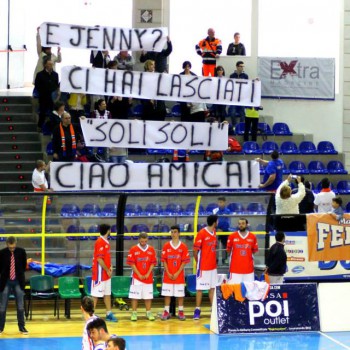 E JENNY?
CI HAI LASCIATI
"SOLI SOLI"
CIAO AMICA!
Extra
FE
poi
OUTLET